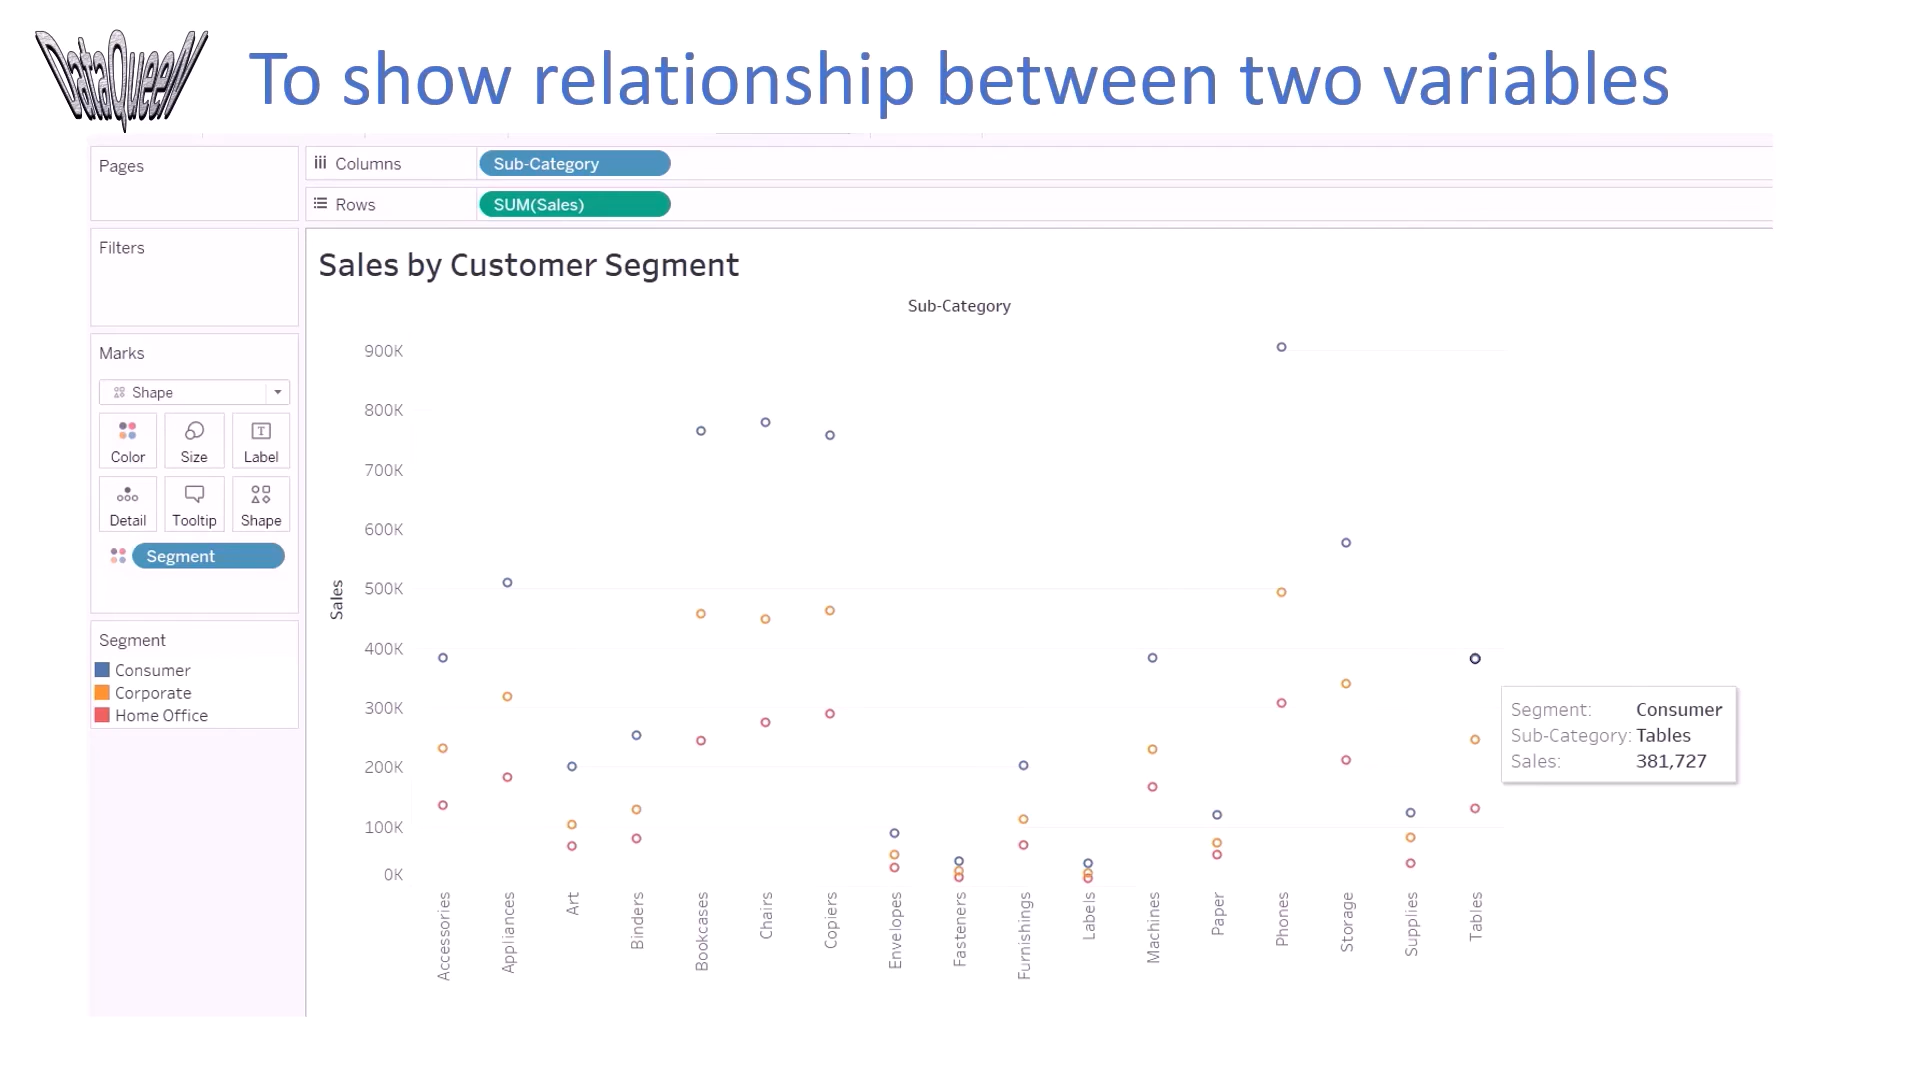 DataQueen
To show relationship between two variables
Pages
Columns
Sub-Category
Rows
SUM(Sales)
Filters
Marks
Shape
Color
Size
Label
Detail
Tooltip
Shape
Segment
Segment
Consumer
Corporate
Home Office
Sales by Customer Segment
Sub-Category
Sales
900K
800K
700K
600K
500K
400K
300K
200K
100K
0K
Accessories
Appliances
Art
Binders
Bookcases
Chairs
Copiers
Envelopes
Fasteners
Furnishings
Labels
Machines
Paper
Phones
Storage
Supplies
Tables
Segment: Consumer
Sub-Category: Tables
Sales: 381,727